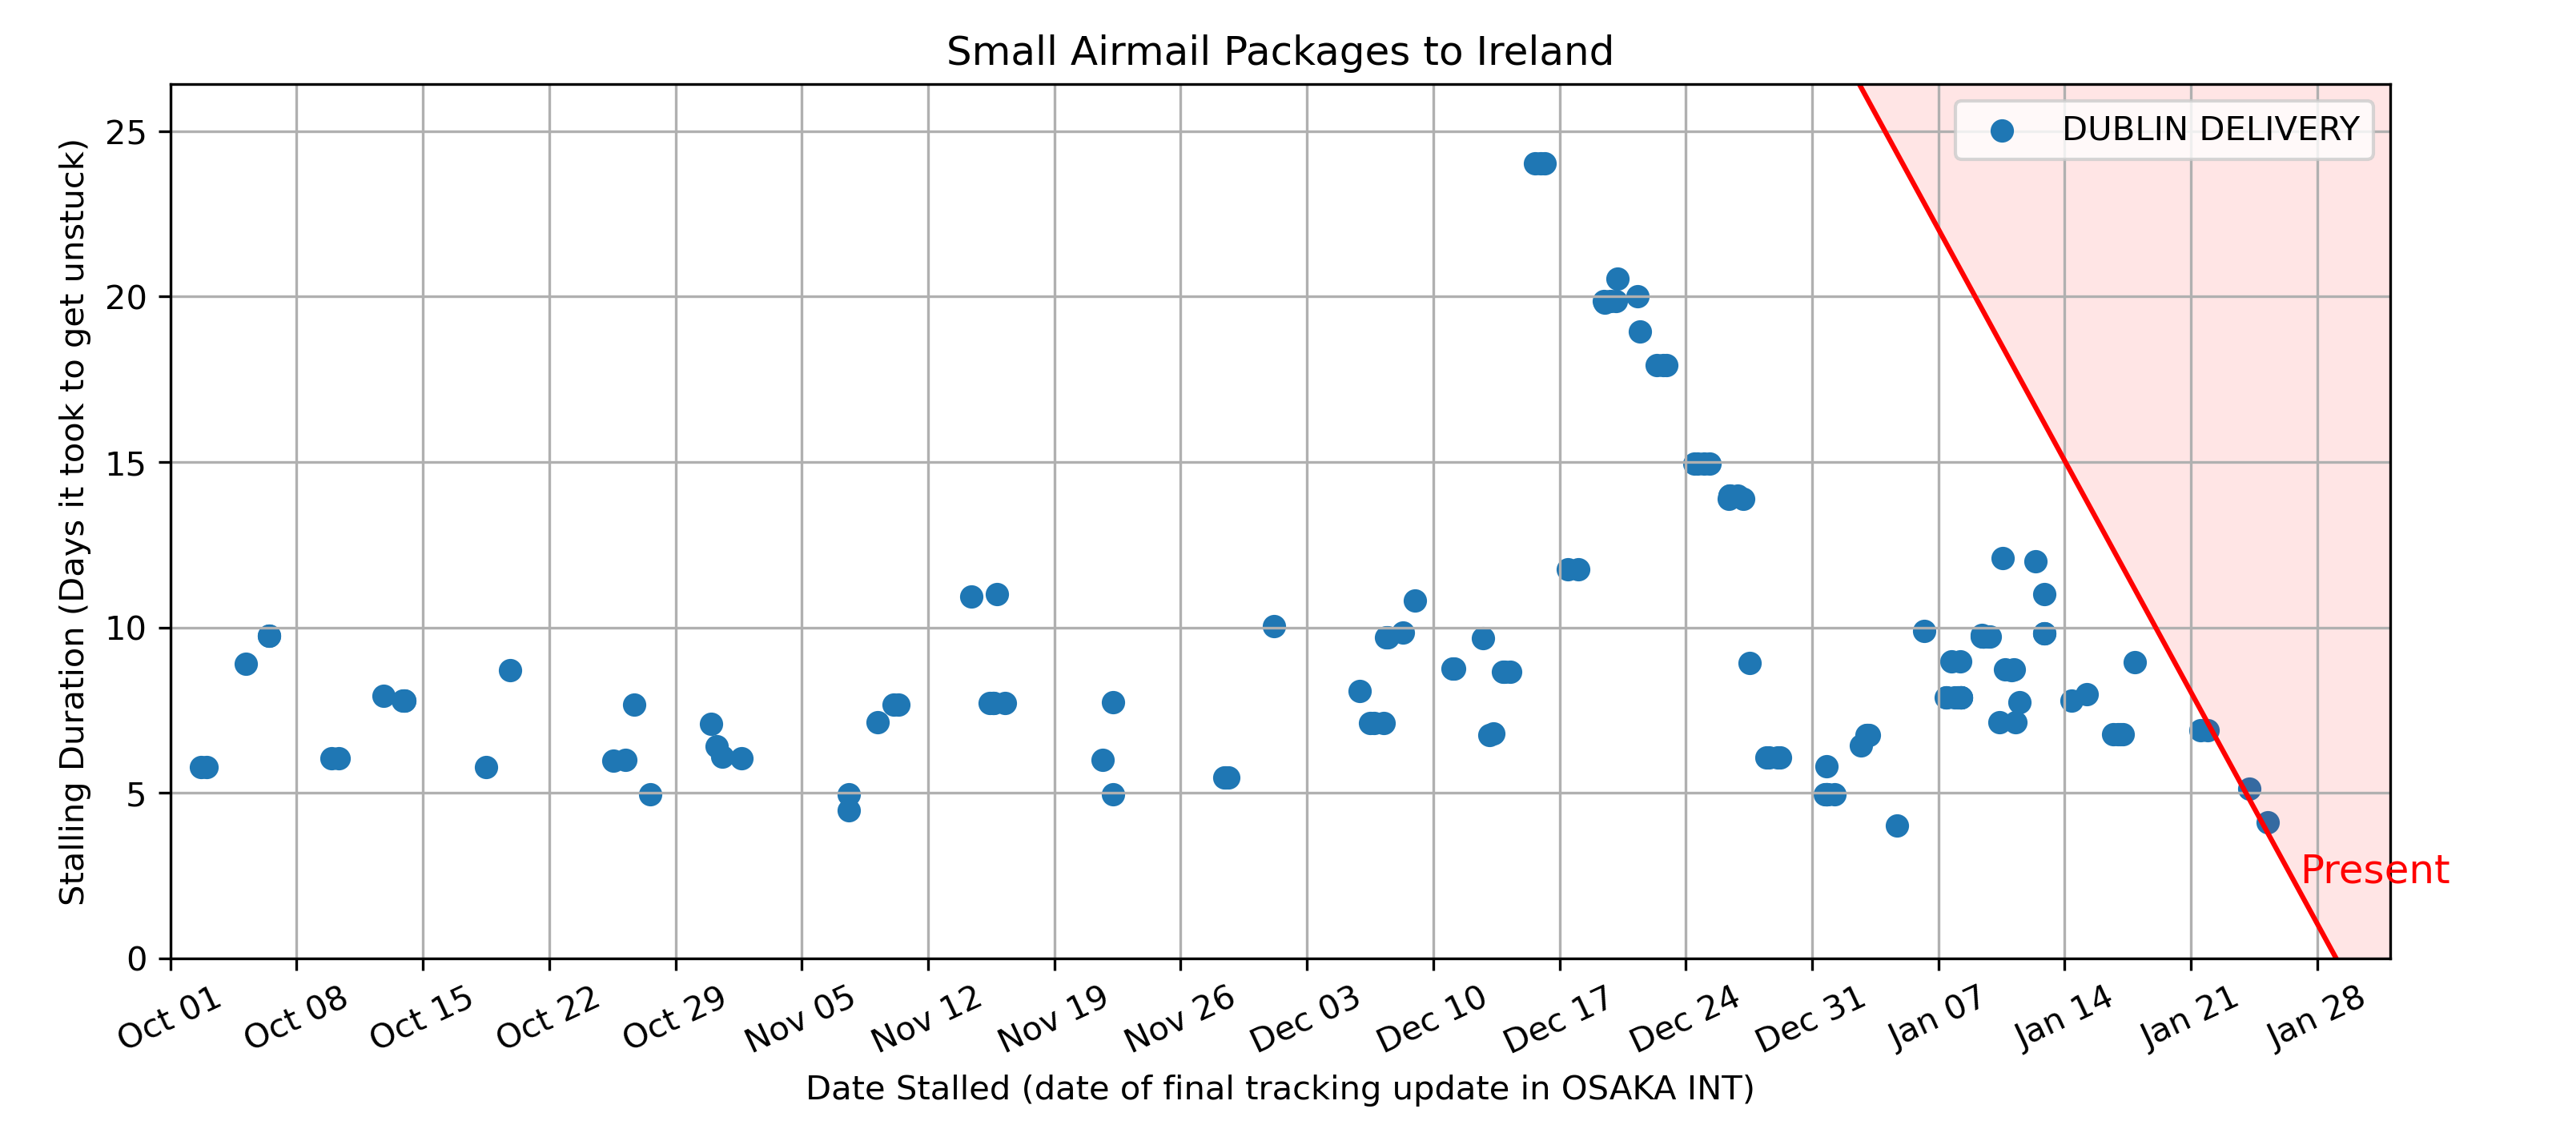 Small Airmail Packages to Ireland
DUBLIN DELIVERY
Stalling Duration (Days it took to get unstuck)
25
20
15
10
5
0
Present
Oct 01
Oct 08
Oct 15
Oct 22
Oct 29
Nov 05
Nov 12
Nov 19
Nov 26
Dec 03
Dec 10
Dec 17
Dec 24
Dec 31
Jan 07
Jan 14
Jan 21
Jan 28
Date Stalled (date of final tracking update in OSAKA INT)